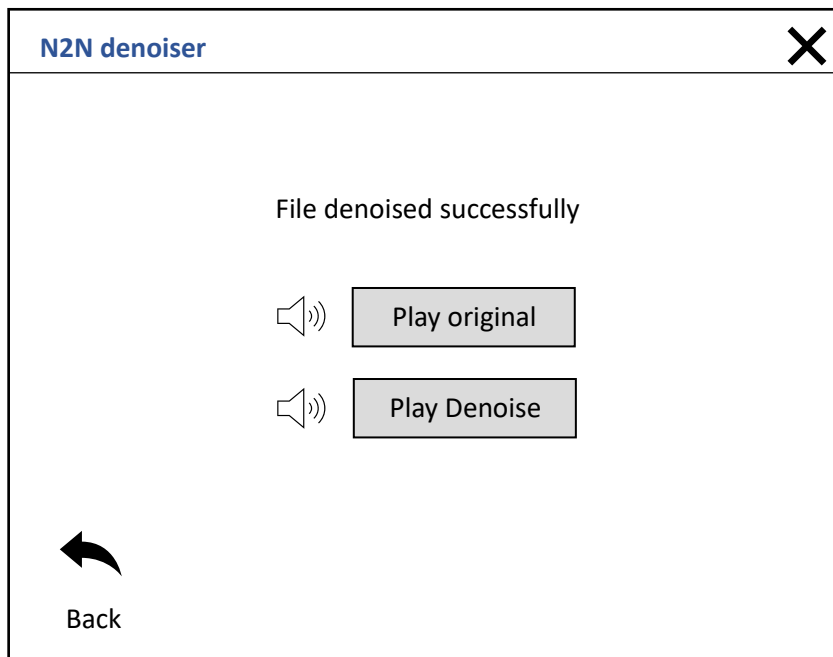 N2N denoiser
File denoised successfully
Play original
Play Denoise
Back